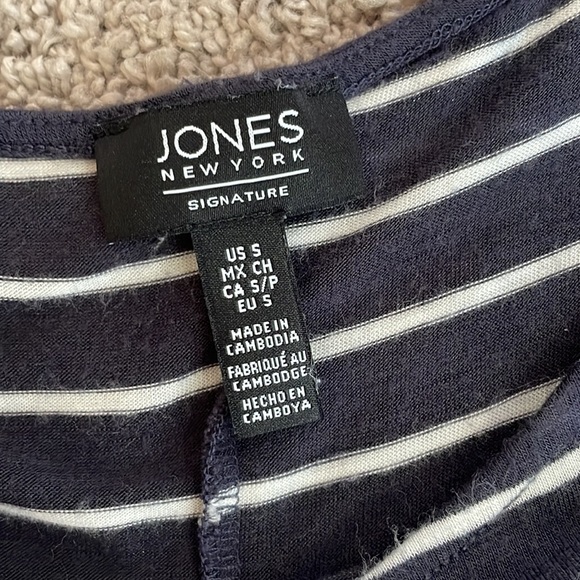 JONES
NEW YORK
SIGNATURE
US S
MX CH
CA S/P
EU S
MADE IN
CAMBODIA
FABRIQUÉ AU
CAMBODGE
HECHO EN
CAMBOYA